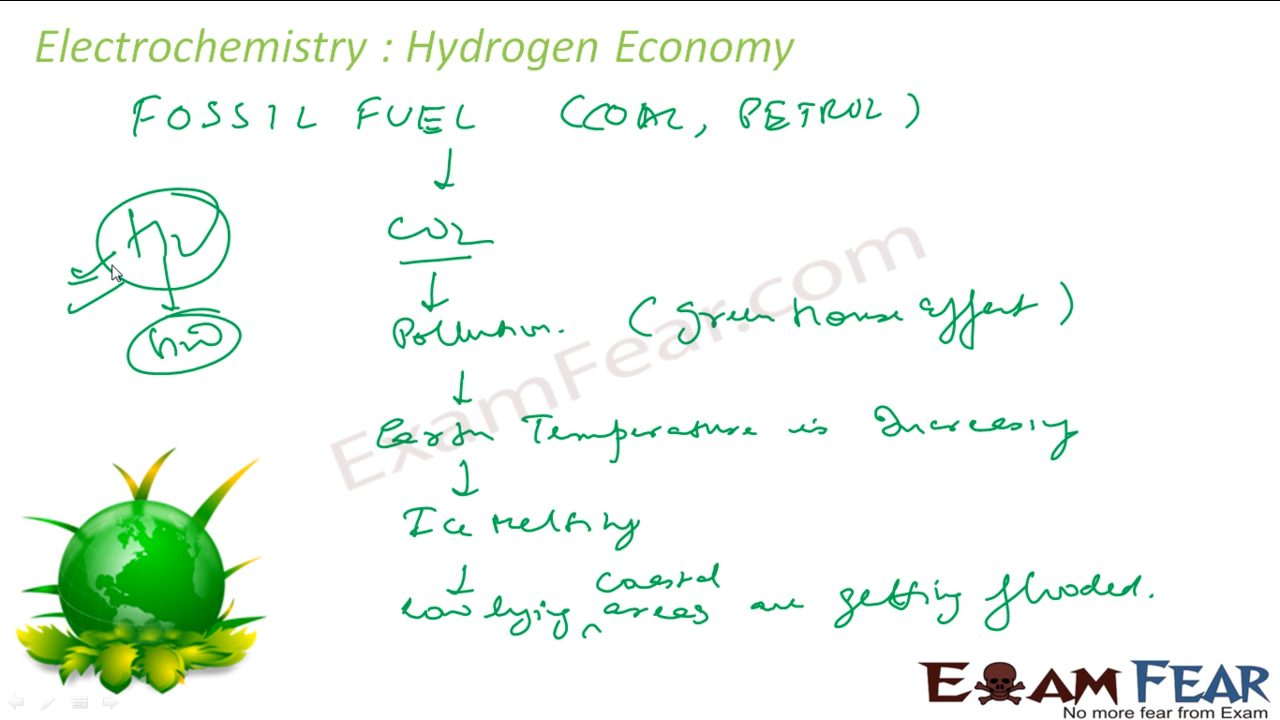 Electrochemistry : Hydrogen Economy
FOSSIL FUEL (COAL, PETROL)
↓
H2
CO2
↓
↓
H2O
Pollution. (Green house Effect)
↓
Earth Temperature is Increasing
↓
Ice Melting
↓
coastal
Low lying ^ areas are getting flooded.
ExamFear.com
EXAM FEAR
No more fear from Exam